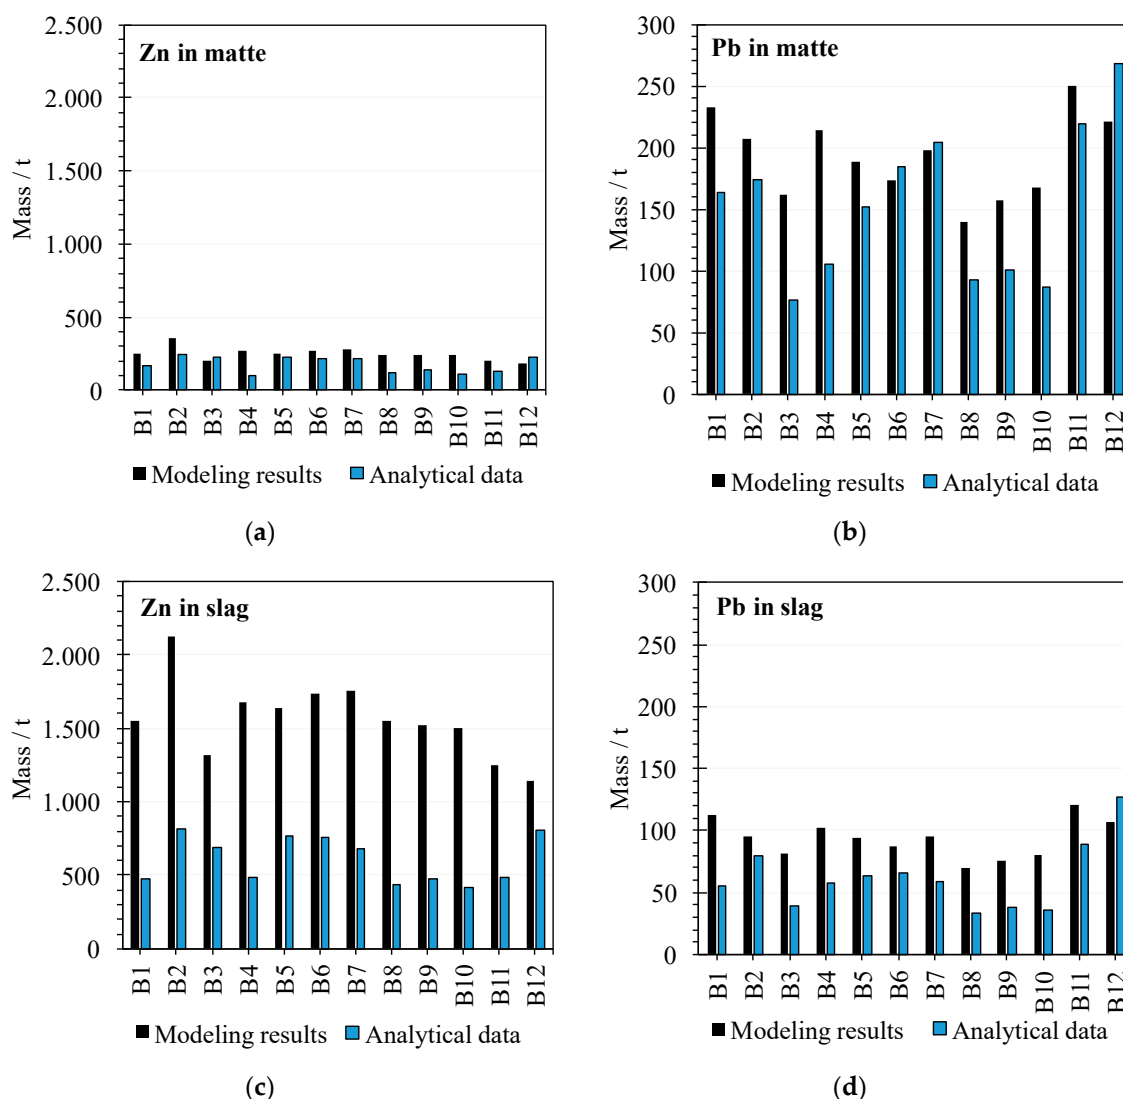 Zn in matte
2.500
2.000
1.500
1.000
500
0
Mass / t
B1 B2 B3 B4 B5 B6 B7 B8 B9 B10 B11 B12
Modeling results Analytical data
(a)
Pb in matte
300
250
200
150
100
50
0
Mass / t
B1 B2 B3 B4 B5 B6 B7 B8 B9 B10 B11 B12
Modeling results Analytical data
(b)
Zn in slag
2.500
2.000
1.500
1.000
500
0
Mass / t
B1 B2 B3 B4 B5 B6 B7 B8 B9 B10 B11 B12
Modeling results Analytical data
(c)
Pb in slag
300
250
200
150
100
50
0
Mass / t
B1 B2 B3 B4 B5 B6 B7 B8 B9 B10 B11 B12
Modeling results Analytical data
(d)